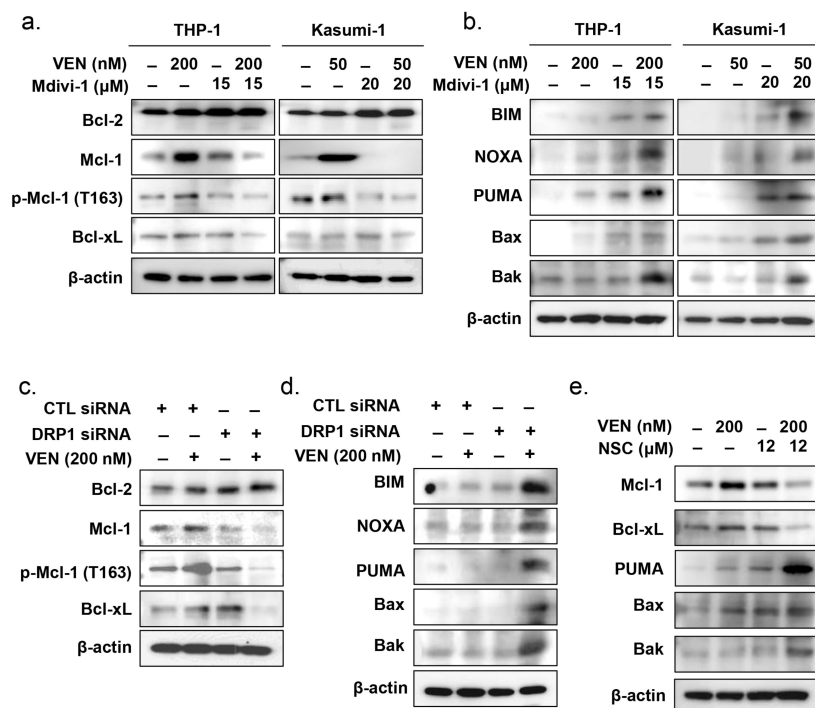 a.
THP-1 Kasumi-1
VEN (nM) – 200 – 200 – 50 – 50
Mdivi-1 (µM) – – 15 15 – – 20 20
Bcl-2
Mcl-1
p-Mcl-1 (T163)
Bcl-xL
β-actin
b.
THP-1 Kasumi-1
VEN (nM) – 200 – 200 – 50 – 50
Mdivi-1 (µM) – – 15 15 – – 20 20
BIM
NOXA
PUMA
Bax
Bak
β-actin
c.
CTL siRNA + + – –
DRP1 siRNA – – + +
VEN (200 nM) – + – +
Bcl-2
Mcl-1
p-Mcl-1 (T163)
Bcl-xL
β-actin
d.
CTL siRNA + + – –
DRP1 siRNA – – + +
VEN (200 nM) – + – +
BIM
NOXA
PUMA
Bax
Bak
β-actin
e.
VEN (nM) – 200 – 200
NSC (µM) – – 12 12
Mcl-1
Bcl-xL
PUMA
Bax
Bak
β-actin